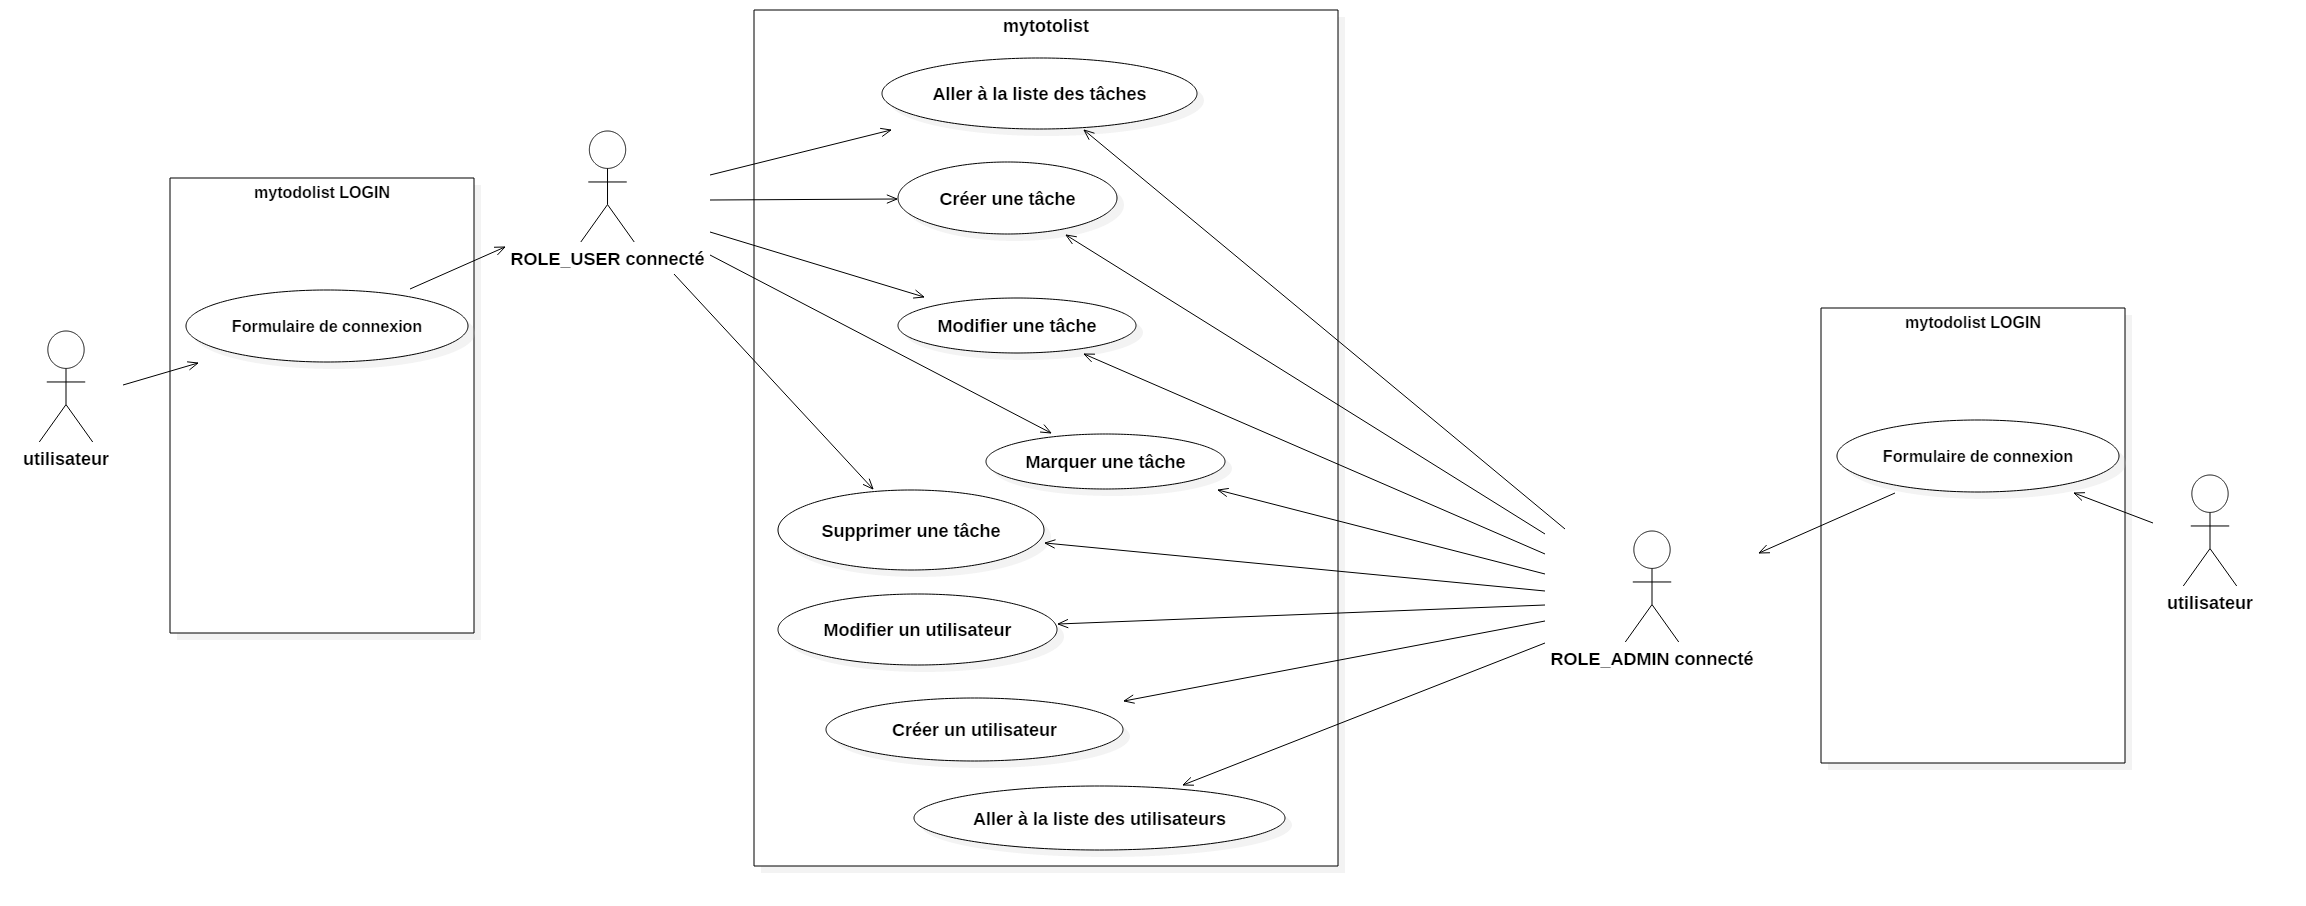 mytotolist
Aller à la liste des tâches
mytodolist LOGIN
Créer une tâche
ROLE_USER connecté
Formulaire de connexion
Modifier une tâche
mytodolist LOGIN
utilisateur
Marquer une tâche
Formulaire de connexion
Supprimer une tâche
utilisateur
Modifier un utilisateur
ROLE_ADMIN connecté
Créer un utilisateur
Aller à la liste des utilisateurs